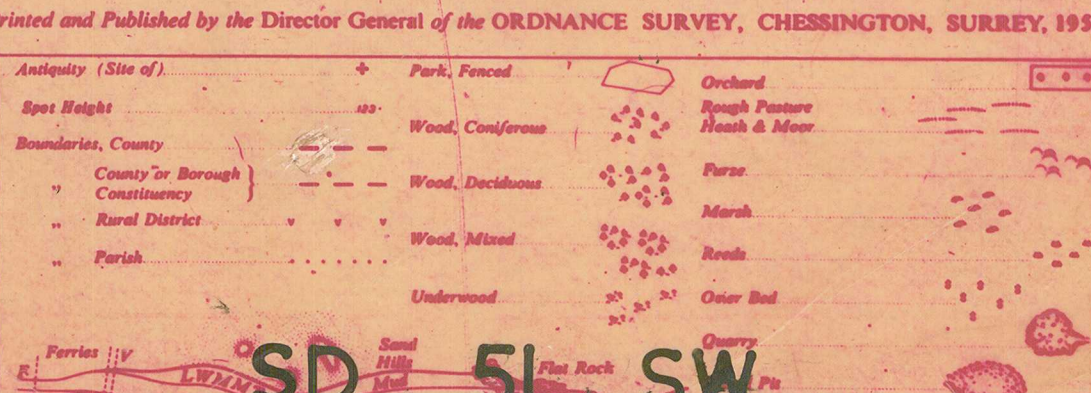 rinted and Published by the Director General of the ORDNANCE SURVEY, CHESSINGTON, SURREY, 195
Antiquity (Site of)
Spot Height 123
Boundaries, County
„ County or Borough
Constituency
„ Rural District
„ Parish
Park, Fenced
Wood, Coniferous
Wood, Deciduous
Wood, Mixed
Underwood
Orchard
Rough Pasture
Heath & Moor
Furze
Marsh
Reeds
Osier Bed
Quarry
Pit
Ferries
F V
LWMM
Sand
Hills
Mud
Flat Rock
SD 51 SW